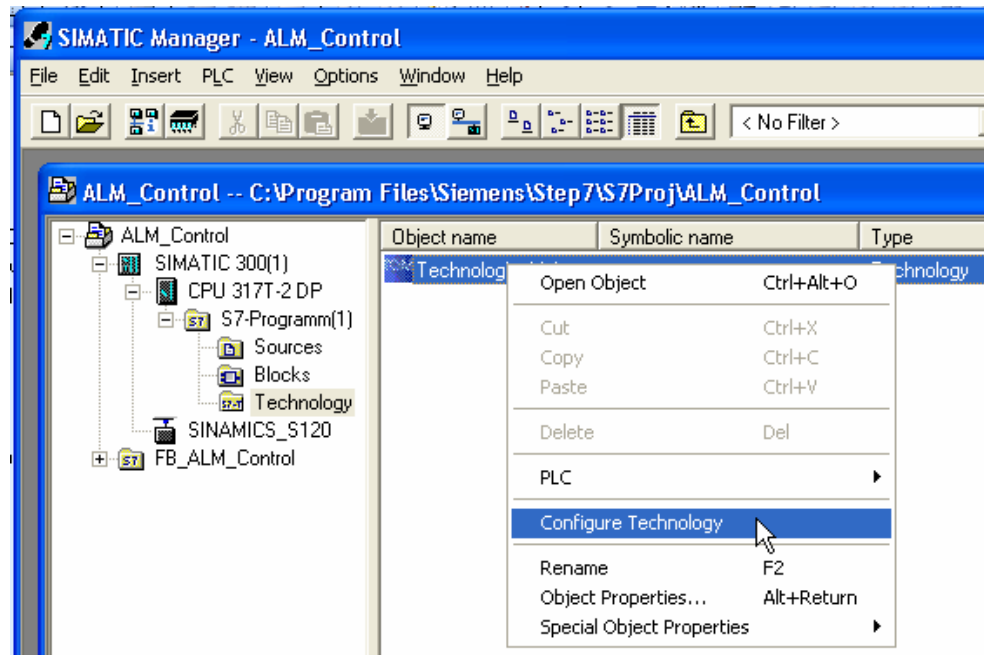 SIMATIC Manager - ALM_Contr
File Edit Insert PLC View Options Window Help
< No Filter >
ALM_Control -- C:\Program Files\Siemens\Step7\S7Proj\ALM_Control
ALM_Control
SIMATIC 300(1)
CPU 317T-2 DP
S7-Programm(1)
Sources
Blocks
Technology
SINAMICS_S120
FB_ALM_Control
Object name Symbolic name Type
Technolog chnology
Open Object Ctrl+Alt+O
Cut Ctrl+X
Copy Ctrl+C
Paste Ctrl+V
Delete Del
PLC
Configure Technology
Rename F2
Object Properties... Alt+Return
Special Object Properties